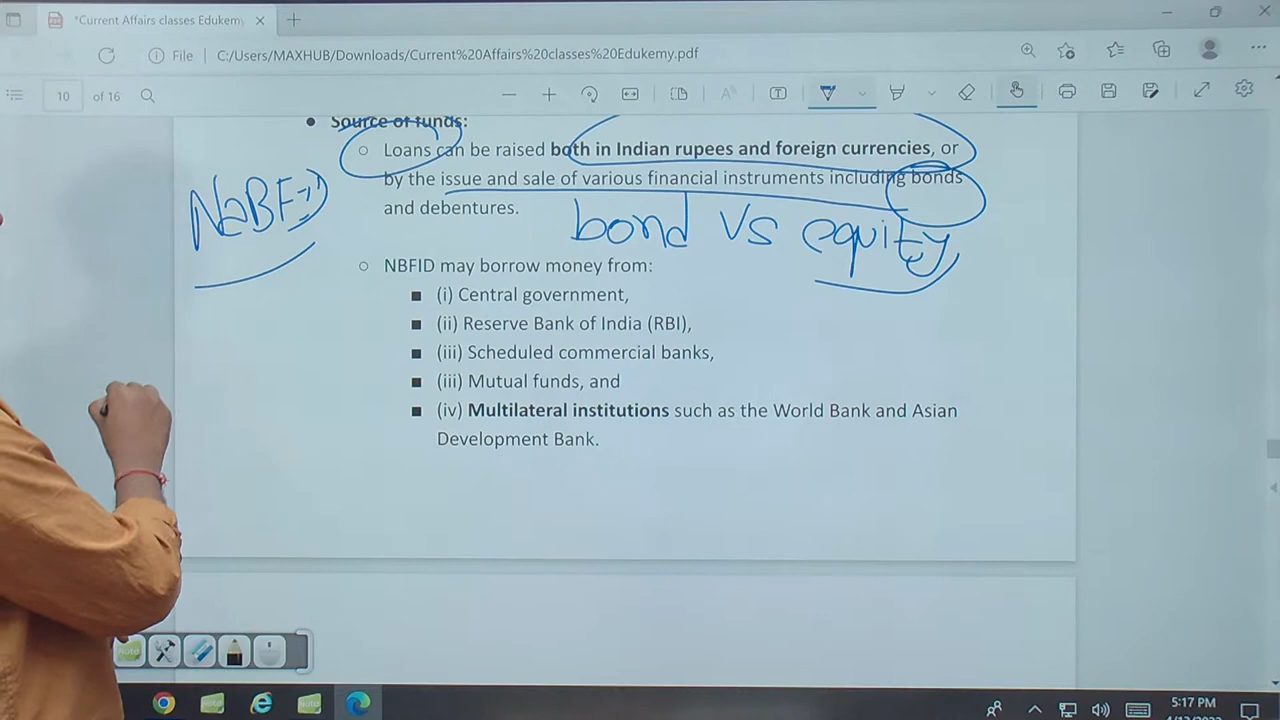 *Current Affairs classes Edukemy
File C:/Users/MAXHUB/Downloads/Current%20Affairs%20classes%20Edukemy.pdf
10 of 16
Source of funds:
Loans can be raised both in Indian rupees and foreign currencies, or
by the issue and sale of various financial instruments including bonds
and debentures.
bond vs equity
NBFID may borrow money from:
(i) Central government,
(ii) Reserve Bank of India (RBI),
(iii) Scheduled commercial banks,
(iii) Mutual funds, and
(iv) Multilateral institutions such as the World Bank and Asian
Development Bank.
Note
5:17 PM